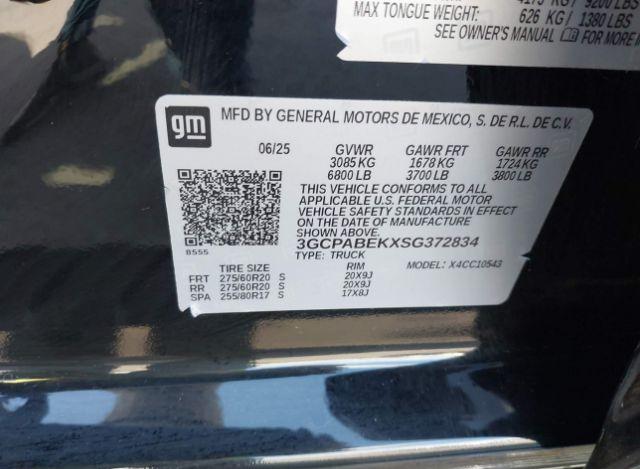 4175 KG/ 9200 LBS
MAX TONGUE WEIGHT: 626 KG/ 1380 LBS
SEE OWNER'S MANUAL FOR MORE
gm
MFD BY GENERAL MOTORS DE MEXICO, S. DE R.L. DE C.V.
06/25 GVWR GAWR FRT GAWR RR
3085 KG 1678 KG 1724 KG
6800 LB 3700 LB 3800 LB
THIS VEHICLE CONFORMS TO ALL
APPLICABLE U.S. FEDERAL MOTOR
VEHICLE SAFETY STANDARDS IN EFFECT
ON THE DATE OF MANUFACTURE
SHOWN ABOVE.
3GCPABEKXSG372834
TYPE: TRUCK MODEL: X4CC10543
8555
TIRE SIZE RIM
FRT 275/60R20 S 20X9J
RR 275/60R20 S 20X9J
SPA 255/80R17 S 17X8J